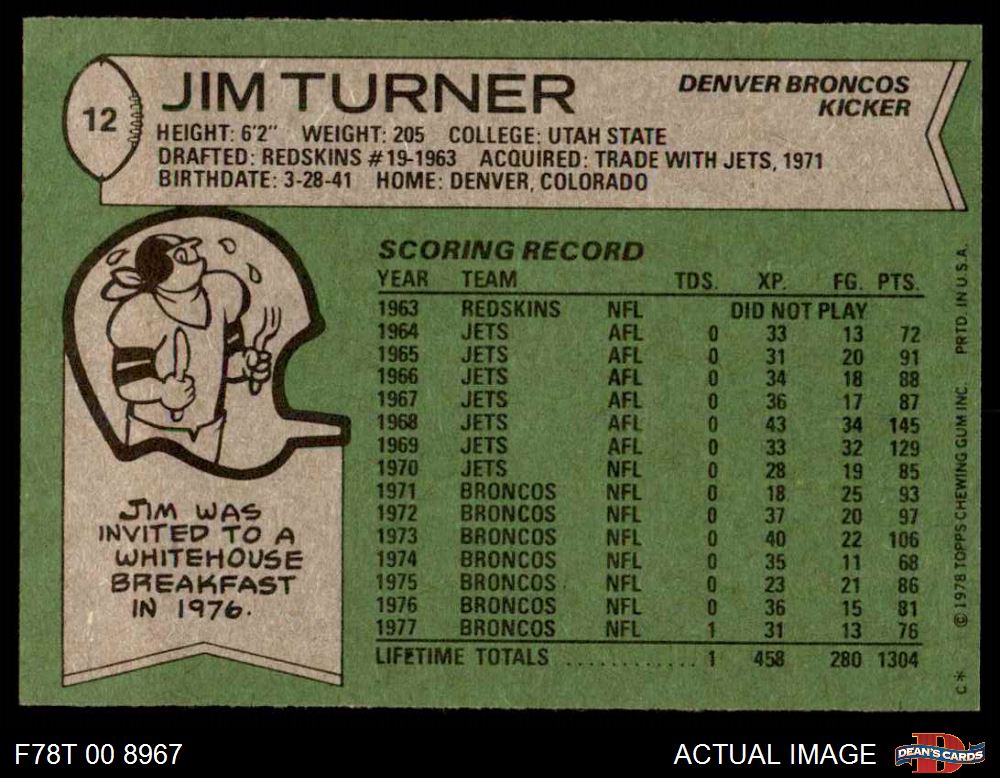 12
JIM TURNER
DENVER BRONCOS
KICKER
HEIGHT: 6'2" WEIGHT: 205 COLLEGE: UTAH STATE
DRAFTED: REDSKINS #19-1963 ACQUIRED: TRADE WITH JETS, 1971
BIRTHDATE: 3-28-41 HOME: DENVER, COLORADO
SCORING RECORD
YEAR TEAM TDS. XP. FG. PTS.
1963 REDSKINS NFL DID NOT PLAY
1964 JETS AFL 0 33 13 72
1965 JETS AFL 0 31 20 91
1966 JETS AFL 0 34 18 88
1967 JETS AFL 0 36 17 87
1968 JETS AFL 0 43 34 145
1969 JETS AFL 0 33 32 129
1970 JETS NFL 0 28 19 85
1971 BRONCOS NFL 0 18 25 93
1972 BRONCOS NFL 0 37 20 97
1973 BRONCOS NFL 0 40 22 106
1974 BRONCOS NFL 0 35 11 68
1975 BRONCOS NFL 0 23 21 86
1976 BRONCOS NFL 0 36 15 81
1977 BRONCOS NFL 1 31 13 76
LIFETIME TOTALS ............ 1 458 280 1304
JIM WAS
INVITED TO A
WHITEHOUSE
BREAKFAST
IN 1976.
C* © 1978 TOPPS CHEWING GUM INC. PRTD. IN U.S.A.
F78T 00 8967
ACTUAL IMAGE
D
DEAN'S CARDS